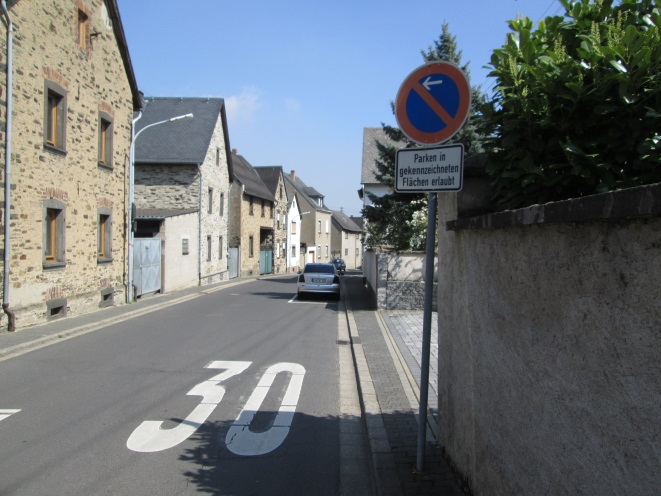 Parken in
gekennzeichneten
Flächen erlaubt
30